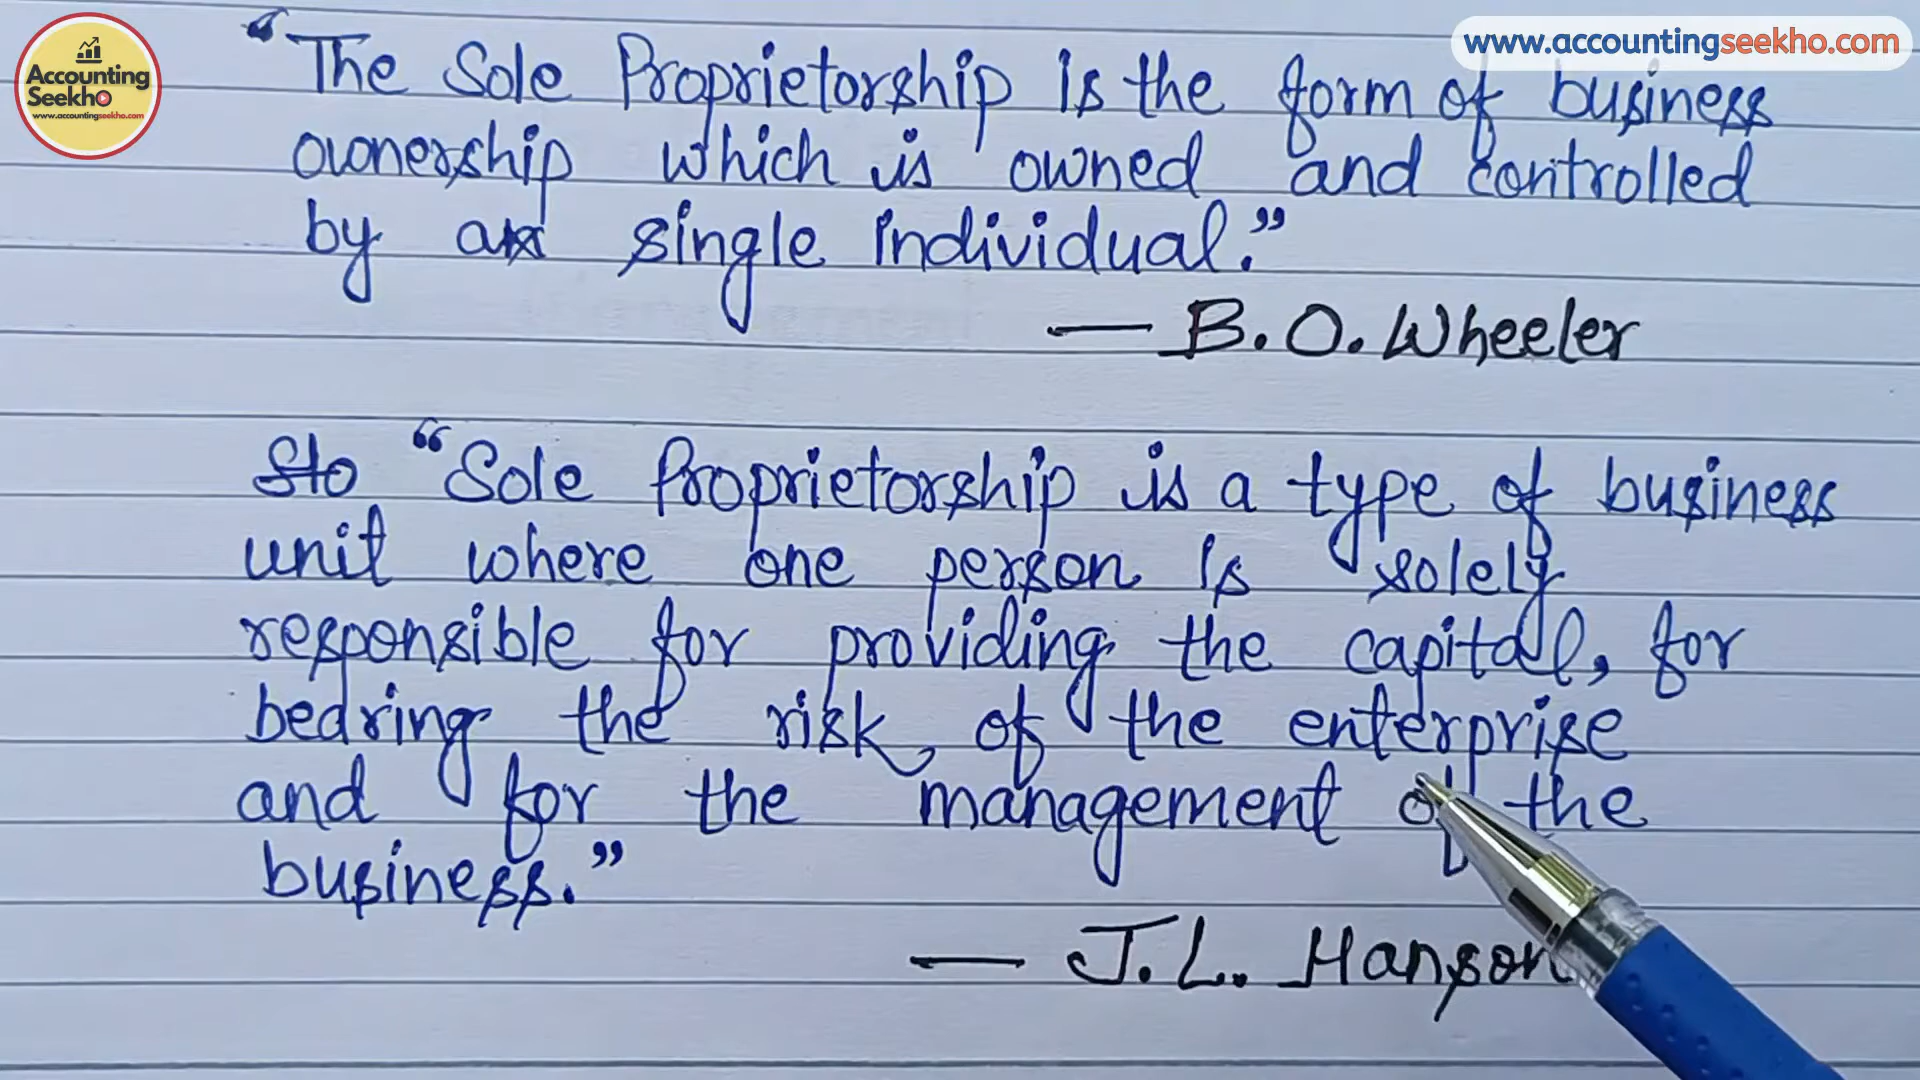 Accounting
Seekho
www.accountingseekho.com
www.accountingseekho.com
“The Sole Proprietorship is the form of business
ownership which is owned and controlled
by a single individual.”
— B. O. Wheeler
Sto “Sole Proprietorship is a type of business
unit where one person is solely
responsible for providing the capital, for
bearing the risk, of the enterprise
and for the management of the
business.”
— J. L. Hanson